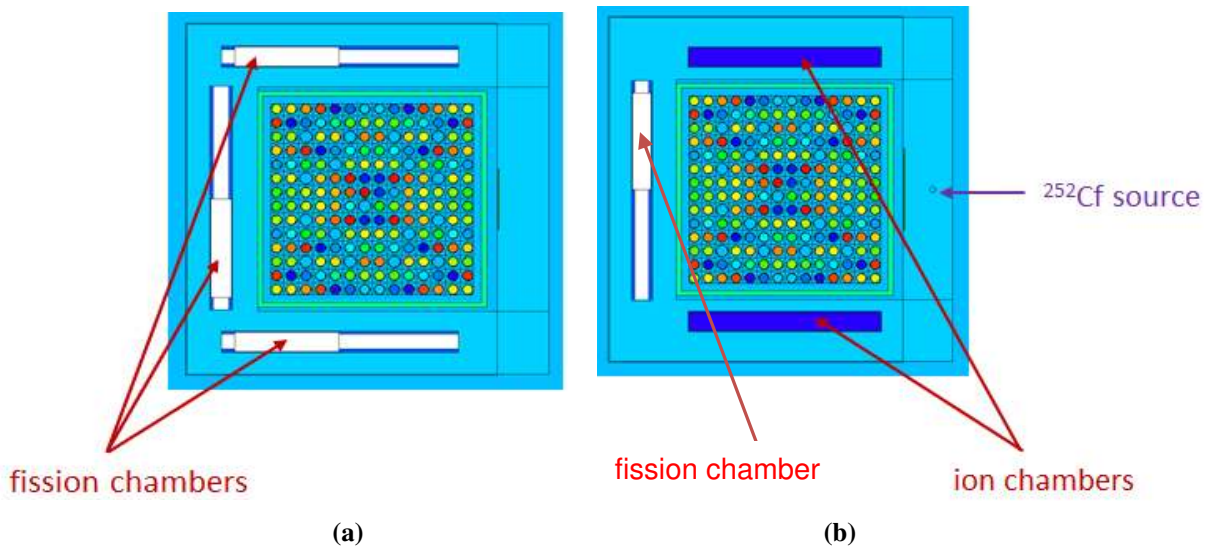 ²⁵²Cf source
fission chambers
fission chamber
ion chambers
(a)
(b)